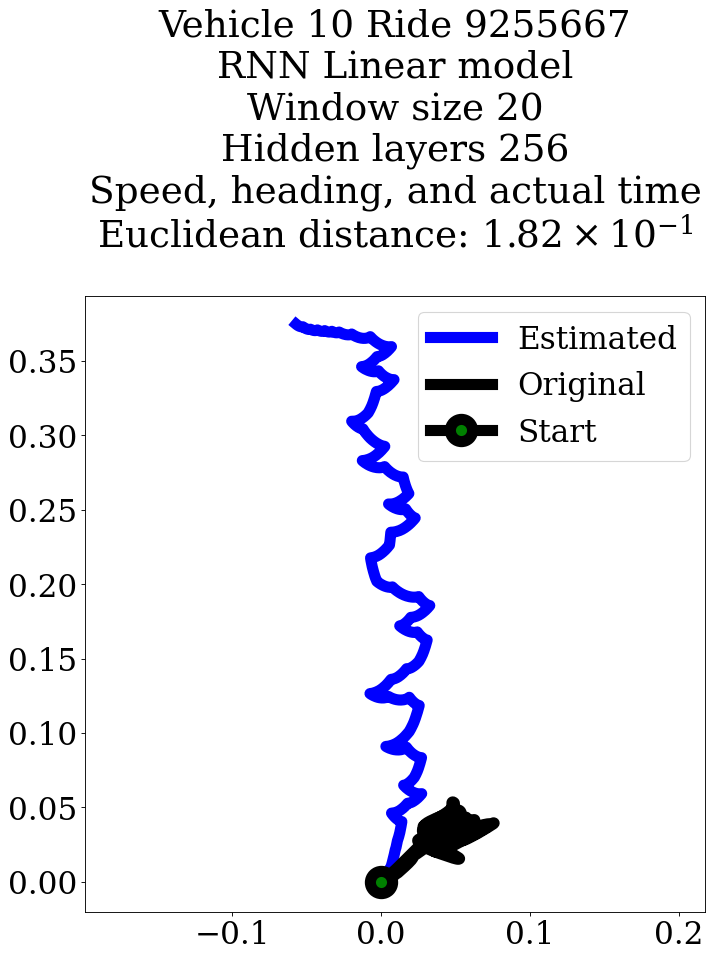 Vehicle 10 Ride 9255667
RNN Linear model
Window size 20
Hidden layers 256
Speed, heading, and actual time
Euclidean distance: 1.82 × 10⁻¹
Estimated
Original
Start
0.35
0.30
0.25
0.20
0.15
0.10
0.05
0.00
−0.1 0.0 0.1 0.2